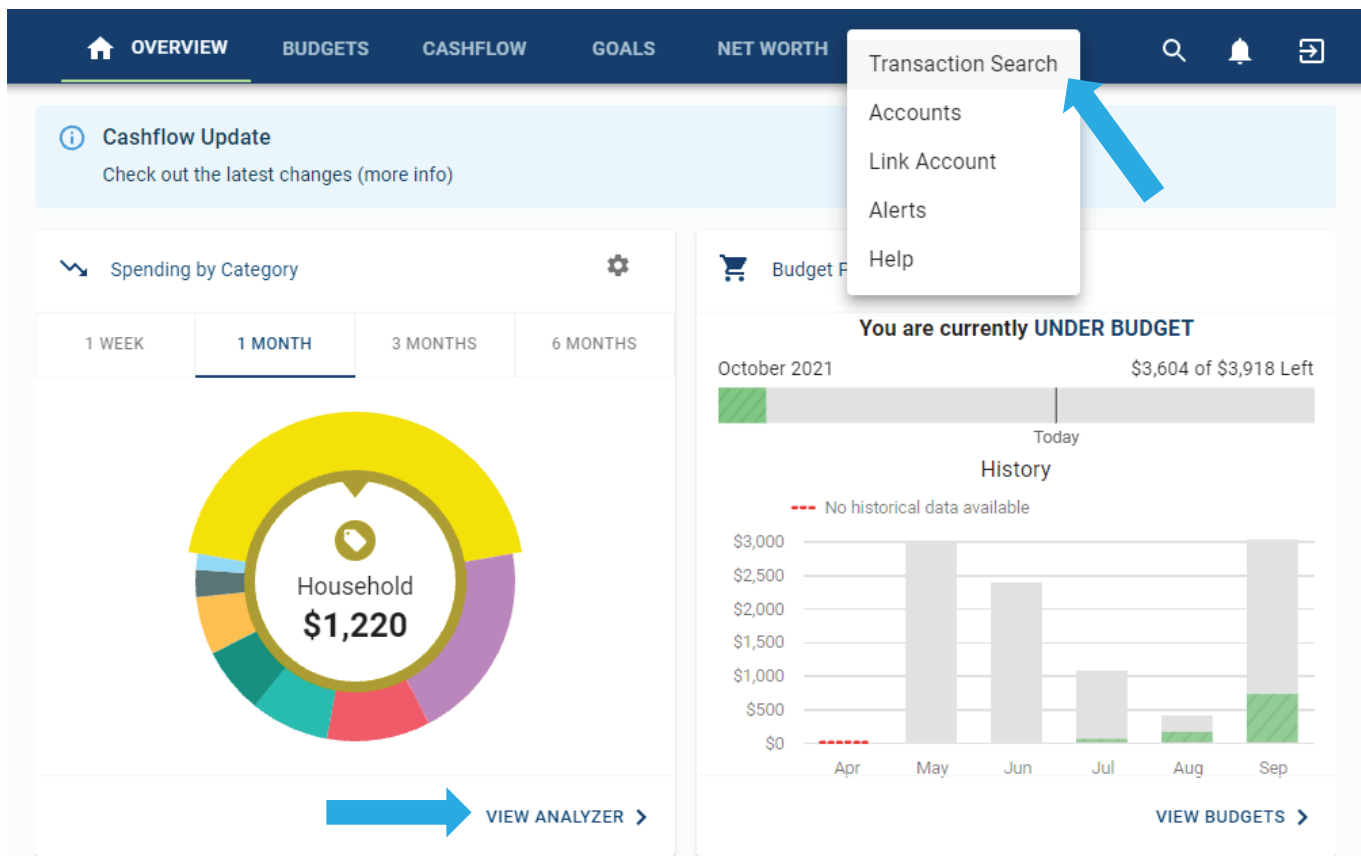 OVERVIEW
BUDGETS
CASHFLOW
GOALS
NET WORTH
Transaction Search
Accounts
Link Account
Alerts
Help
Cashflow Update
Check out the latest changes (more info)
Spending by Category
1 WEEK
1 MONTH
3 MONTHS
6 MONTHS
Household
$1,220
VIEW ANALYZER
Budget
You are currently UNDER BUDGET
October 2021
$3,604 of $3,918 Left
Today
History
No historical data available
$3,000
$2,500
$2,000
$1,500
$1,000
$500
$0
Apr
May
Jun
Jul
Aug
Sep
VIEW BUDGETS